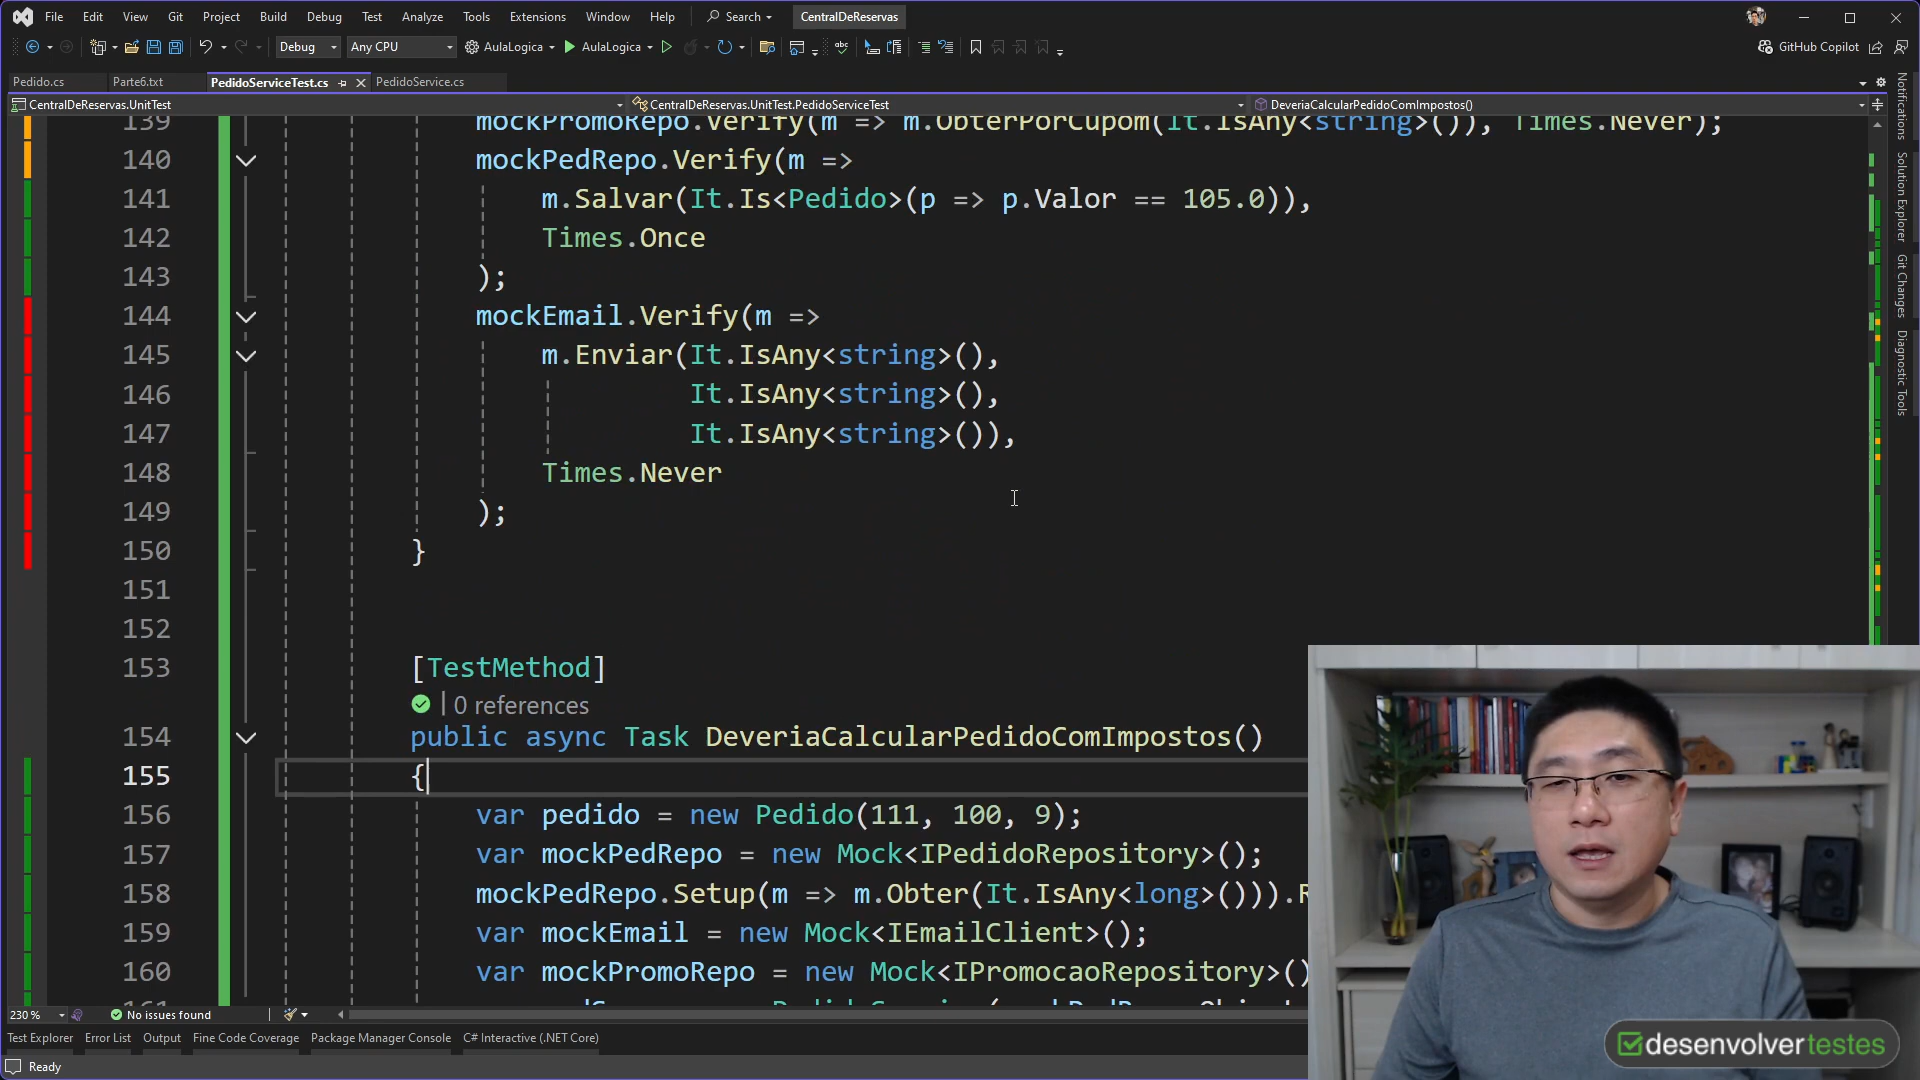 File Edit View Git Project Build Debug Test Analyze Tools Extensions Window Help Search CentralDeReservas
Debug Any CPU AulaLogica AulaLogica GitHub Copilot
Pedido.cs Parte6.txt PedidoServiceTest.cs PedidoService.cs
CentralDeReservas.UnitTest CentralDeReservas.UnitTest.PedidoServiceTest DeveriaCalcularPedidoComImpostos()
139 mockPromoRepo.Verify(m => m.ObterPorCupom(It.IsAny<string>()), Times.Never);
140 mockPedRepo.Verify(m =>
141 m.Salvar(It.Is<Pedido>(p => p.Valor == 105.0)),
142 Times.Once
143 );
144 mockEmail.Verify(m =>
145 m.Enviar(It.IsAny<string>(),
146 It.IsAny<string>(),
147 It.IsAny<string>()),
148 Times.Never
149 );
150 }
151
152
153 [TestMethod]
0 references
154 public async Task DeveriaCalcularPedidoComImpostos()
155 {
156 var pedido = new Pedido(111, 100, 9);
157 var mockPedRepo = new Mock<IPedidoRepository>();
158 mockPedRepo.Setup(m => m.Obter(It.IsAny<long>())).R
159 var mockEmail = new Mock<IEmailClient>();
160 var mockPromoRepo = new Mock<IPromocaoRepository>()
Notifications
Solution Explorer
Git Changes
Diagnostic Tools
230 % No issues found
Test Explorer Error List Output Fine Code Coverage Package Manager Console C# Interactive (.NET Core)
Ready
desenvolvertestes